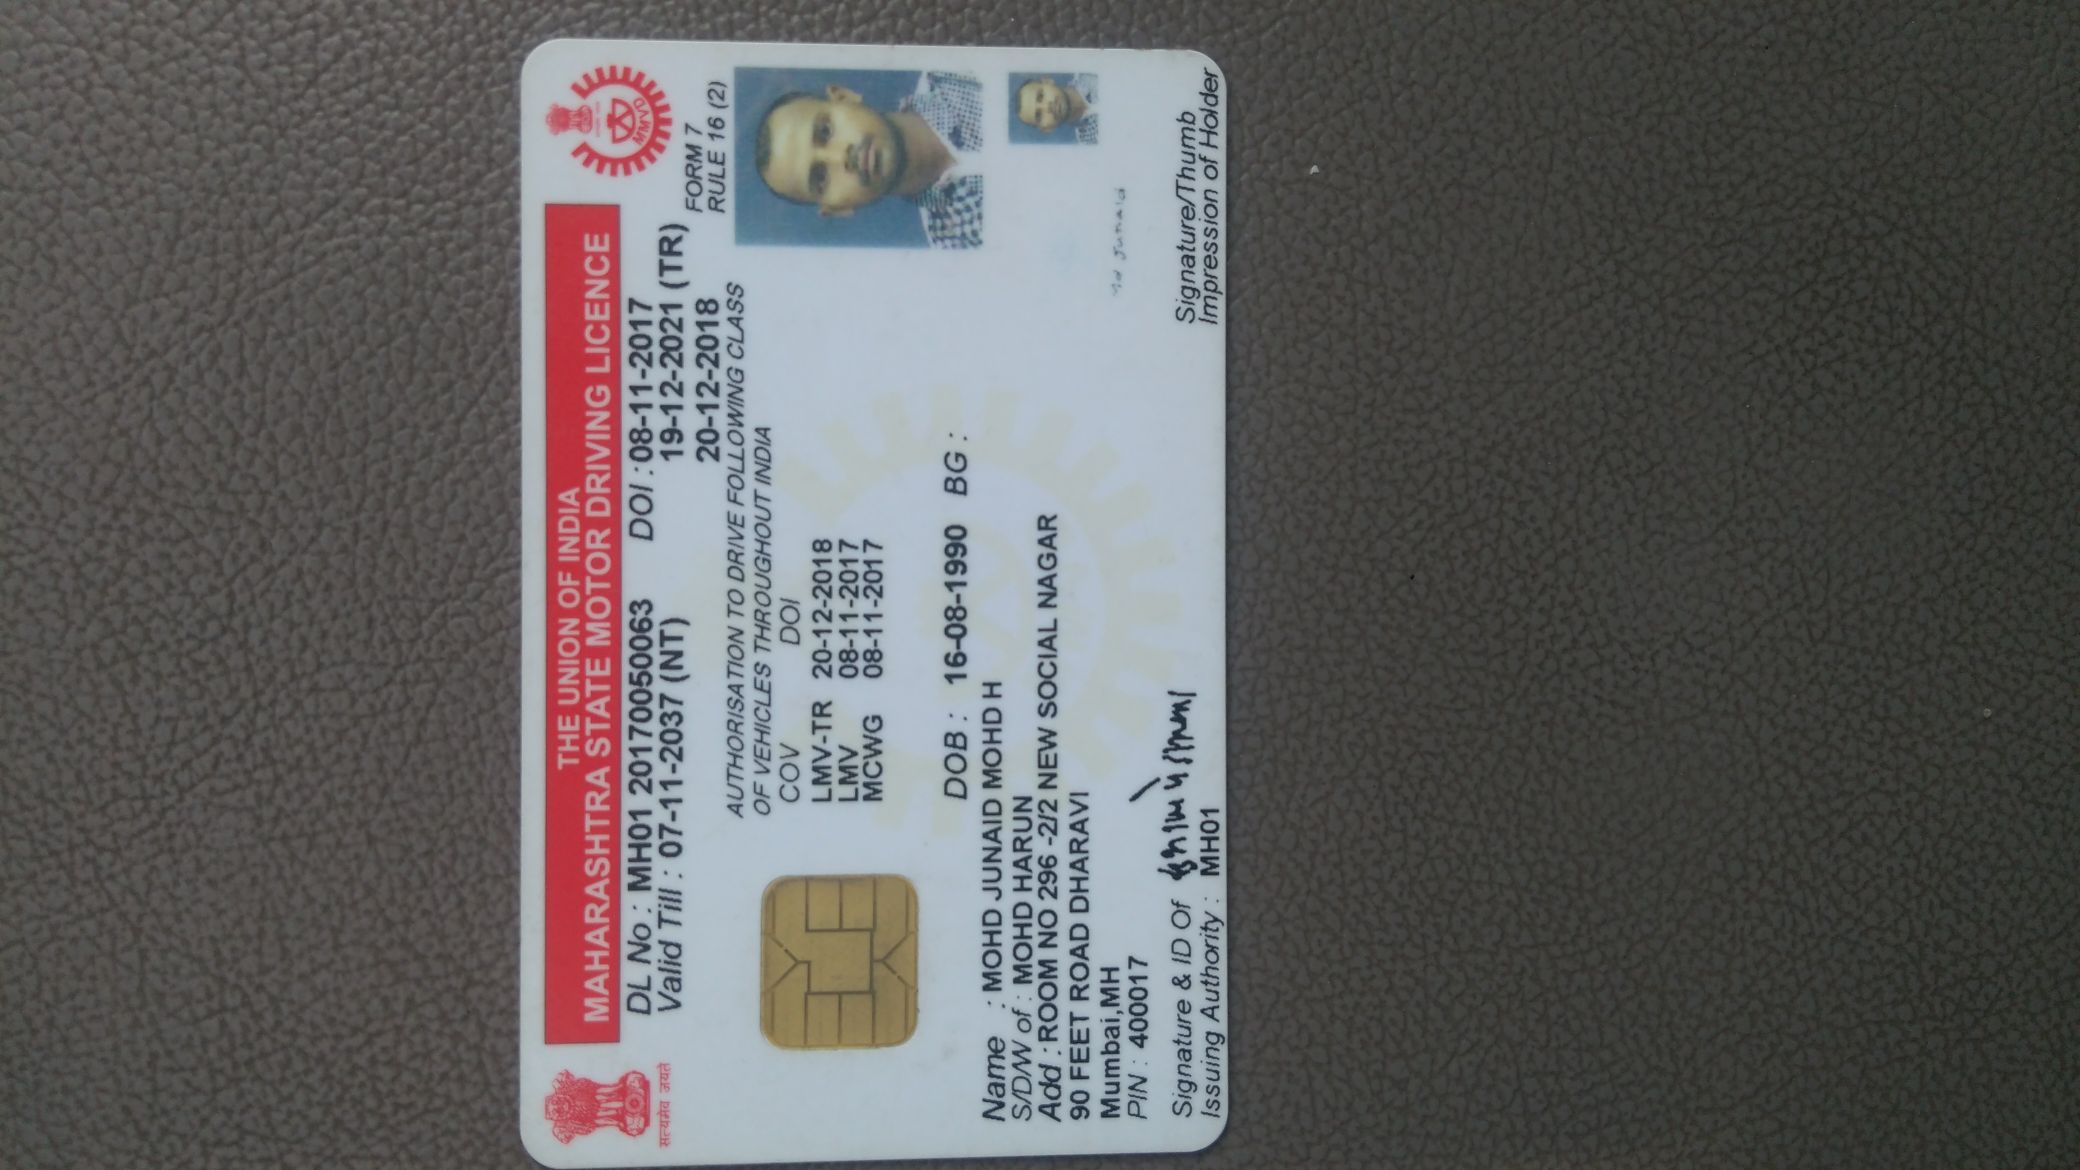 THE UNION OF INDIA
MAHARASHTRA STATE MOTOR DRIVING LICENCE
सत्यमेव जयते
MMVD
DL No : MH01 20170050063 DOI : 08-11-2017
Valid Till : 07-11-2037 (NT) 19-12-2021 (TR)
20-12-2018
FORM 7
RULE 16 (2)
AUTHORISATION TO DRIVE FOLLOWING CLASS
OF VEHICLES THROUGHOUT INDIA
COV DOI
LMV-TR 20-12-2018
LMV 08-11-2017
MCWG 08-11-2017
DOB : 16-08-1990 BG :
Name : MOHD JUNAID MOHD H
S/D/W of : MOHD HARUN
Add : ROOM NO 296 -2/2 NEW SOCIAL NAGAR
90 FEET ROAD DHARAVI
Mumbai,MH
PIN : 400017
Md Junaid
Signature & ID Of
Issuing Authority : MH01
Signature/Thumb
Impression of Holder